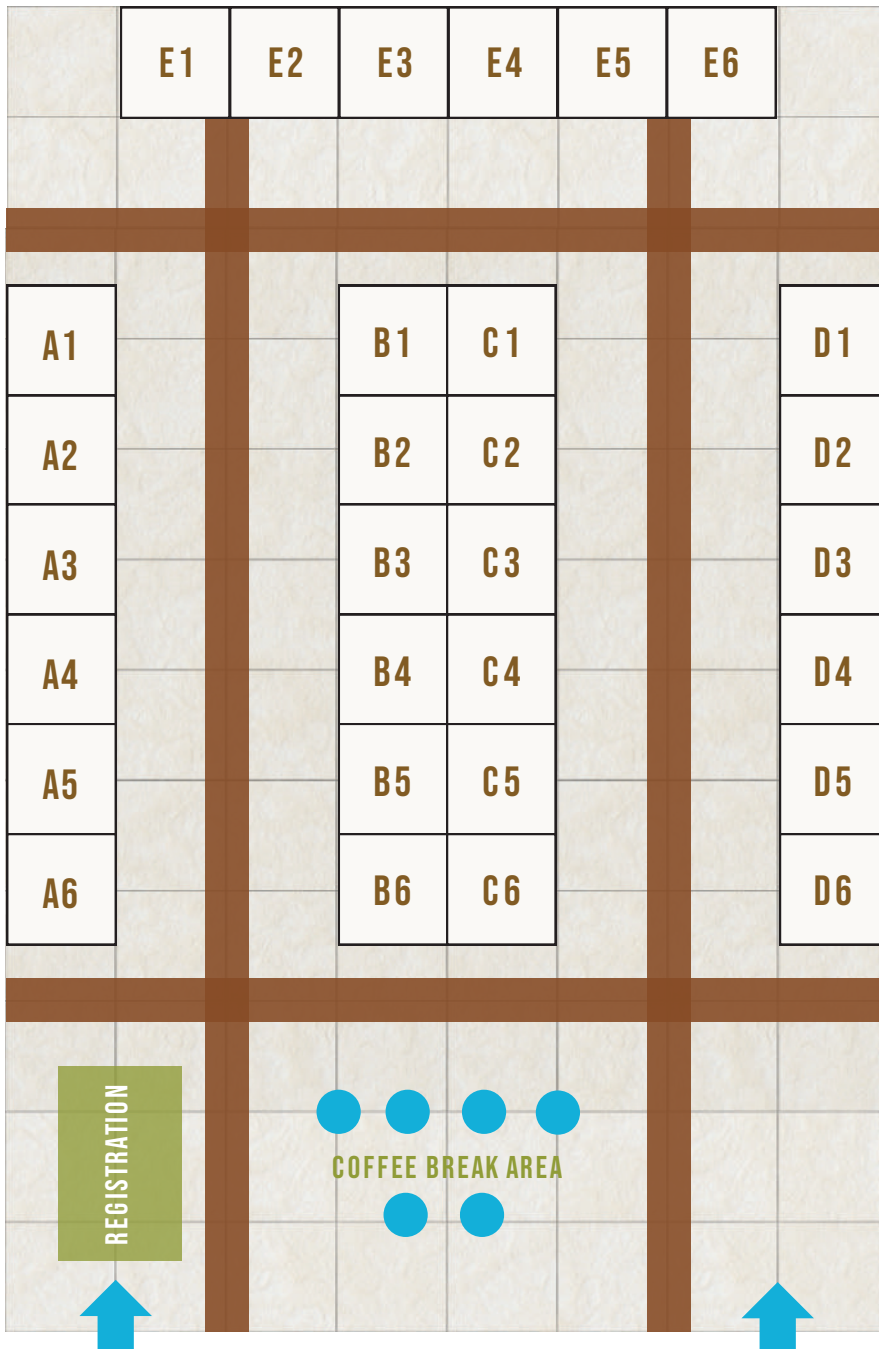 E1 E2 E3 E4 E5 E6
A1 B1 C1 D1
A2 B2 C2 D2
A3 B3 C3 D3
A4 B4 C4 D4
A5 B5 C5 D5
A6 B6 C6 D6
REGISTRATION
COFFEE BREAK AREA